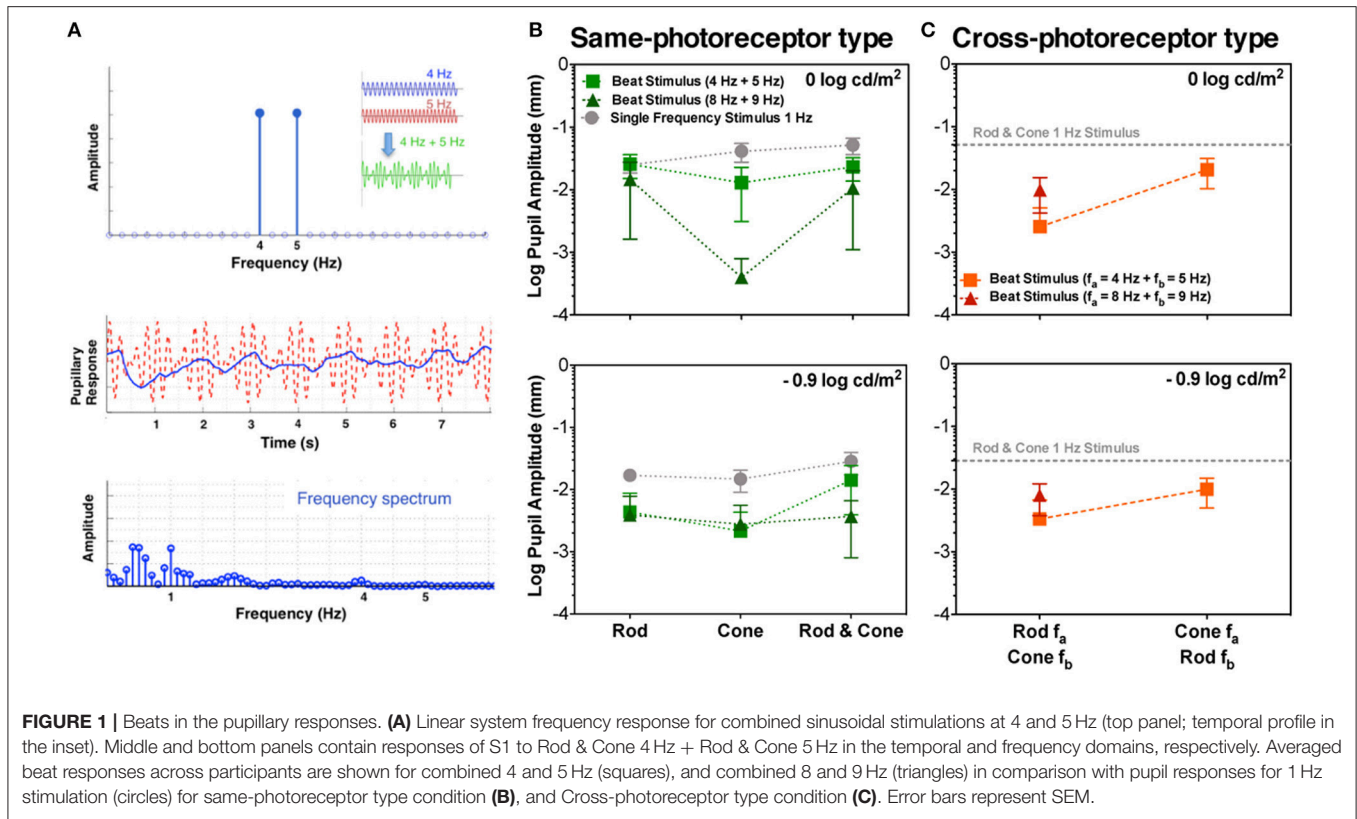 A
4 Hz
5 Hz
4 Hz + 5 Hz
Amplitude
4 5
Frequency (Hz)
Pupillary
Response
1 2 3 4 5 6 7
Time (s)
Frequency spectrum
Amplitude
1 4 5
Frequency (Hz)
B
Same-photoreceptor type
0 log cd/m²
Beat Stimulus (4 Hz + 5 Hz)
Beat Stimulus (8 Hz + 9 Hz)
Single Frequency Stimulus 1 Hz
Log Pupil Amplitude (mm)
0
-1
-2
-3
-4
- 0.9 log cd/m²
Log Pupil Amplitude (mm)
0
-1
-2
-3
-4
Rod Cone Rod & Cone
C
Cross-photoreceptor type
0 log cd/m²
0
-1
-2
-3
-4
Rod & Cone 1 Hz Stimulus
Beat Stimulus (fa = 4 Hz + fb = 5 Hz)
Beat Stimulus (fa = 8 Hz + fb = 9 Hz)
- 0.9 log cd/m²
0
-1
-2
-3
-4
Rod & Cone 1 Hz Stimulus
Rod fa Cone fa
Cone fb Rod fb
FIGURE 1 | Beats in the pupillary responses. (A) Linear system frequency response for combined sinusoidal stimulations at 4 and 5 Hz (top panel; temporal profile in
the inset). Middle and bottom panels contain responses of S1 to Rod & Cone 4 Hz + Rod & Cone 5 Hz in the temporal and frequency domains, respectively. Averaged
beat responses across participants are shown for combined 4 and 5 Hz (squares), and combined 8 and 9 Hz (triangles) in comparison with pupil responses for 1 Hz
stimulation (circles) for same-photoreceptor type condition (B), and Cross-photoreceptor type condition (C). Error bars represent SEM.